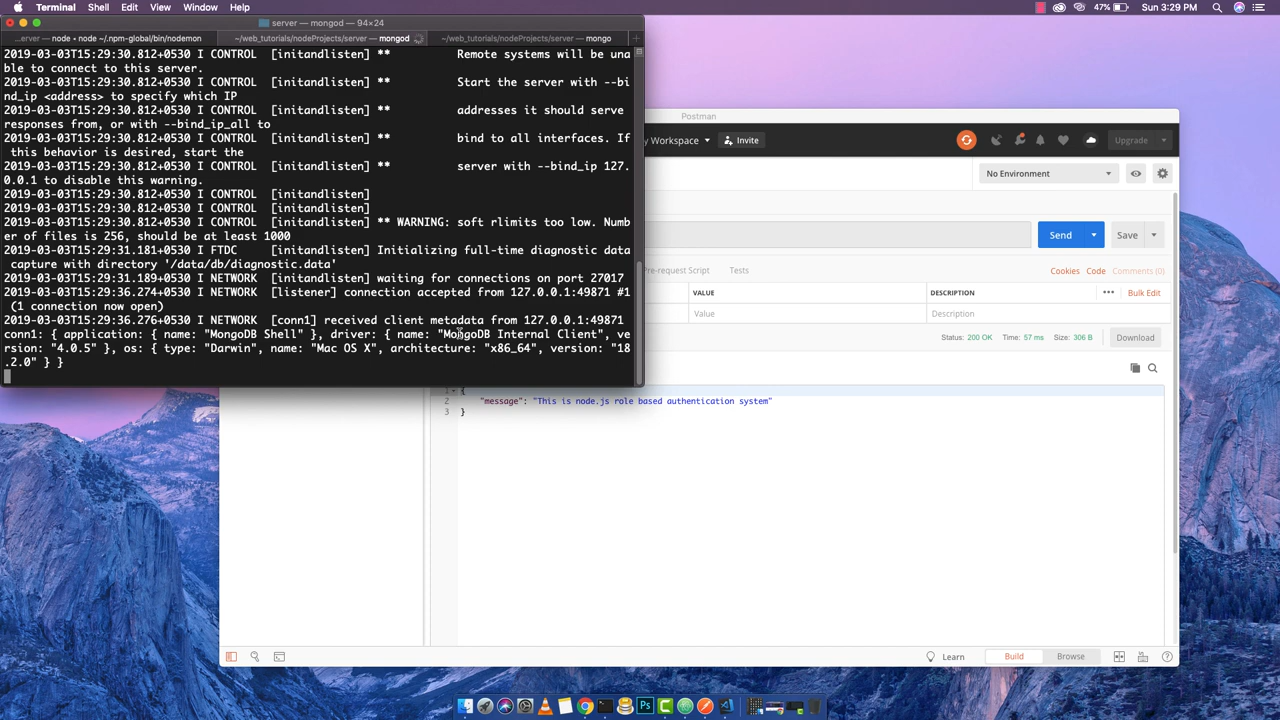 Terminal Shell Edit View Window Help
47% Sun 3:29 PM
server — mongod — 94×24
...erver — node • node ~/.npm-global/bin/nodemon
~/web_tutorials/nodeProjects/server — mongod
~/web_tutorials/nodeProjects/server — mongo
+
2019-03-03T15:29:30.812+0530 I CONTROL  [initandlisten] **          Remote systems will be una
ble to connect to this server.
2019-03-03T15:29:30.812+0530 I CONTROL  [initandlisten] **          Start the server with --bi
nd_ip <address> to specify which IP
2019-03-03T15:29:30.812+0530 I CONTROL  [initandlisten] **          addresses it should serve
responses from, or with --bind_ip_all to
2019-03-03T15:29:30.812+0530 I CONTROL  [initandlisten] **          bind to all interfaces. If
 this behavior is desired, start the
2019-03-03T15:29:30.812+0530 I CONTROL  [initandlisten] **          server with --bind_ip 127.
0.0.1 to disable this warning.
2019-03-03T15:29:30.812+0530 I CONTROL  [initandlisten]
2019-03-03T15:29:30.812+0530 I CONTROL  [initandlisten]
2019-03-03T15:29:30.812+0530 I CONTROL  [initandlisten] ** WARNING: soft rlimits too low. Numb
er of files is 256, should be at least 1000
2019-03-03T15:29:31.181+0530 I FTDC     [initandlisten] Initializing full-time diagnostic data
capture with directory '/data/db/diagnostic.data'
2019-03-03T15:29:31.189+0530 I NETWORK  [initandlisten] waiting for connections on port 27017
2019-03-03T15:29:36.274+0530 I NETWORK  [listener] connection accepted from 127.0.0.1:49871 #1
 (1 connection now open)
2019-03-03T15:29:36.276+0530 I NETWORK  [conn1] received client metadata from 127.0.0.1:49871
conn1: { application: { name: "MongoDB Shell" }, driver: { name: "MongoDB Internal Client", ve
rsion: "4.0.5" }, os: { type: "Darwin", name: "Mac OS X", architecture: "x86_64", version: "18
.2.0" } }
Postman
y Workspace
Invite
Upgrade
No Environment
Send
Save
Pre-request Script
Tests
Cookies Code Comments (0)
VALUE
DESCRIPTION
••• Bulk Edit
Value
Description
Status: 200 OK Time: 57 ms Size: 306 B
Download
1 {
2 "message": "This is node.js role based authentication system"
3 }
Learn
Build
Browse
Ps